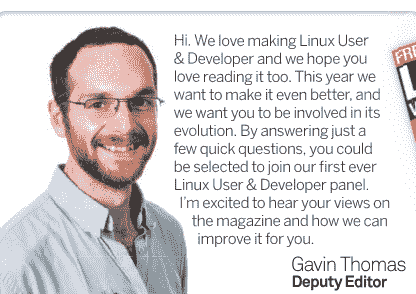 Hi. We love making Linux User
& Developer and we hope you
love reading it too. This year we
want to make it even better, and
we want you to be involved in its
evolution. By answering just a
few quick questions, you could
be selected to join our first ever
Linux User & Developer panel.
I'm excited to hear your views on
the magazine and how we can
improve it for you.
Gavin Thomas
Deputy Editor